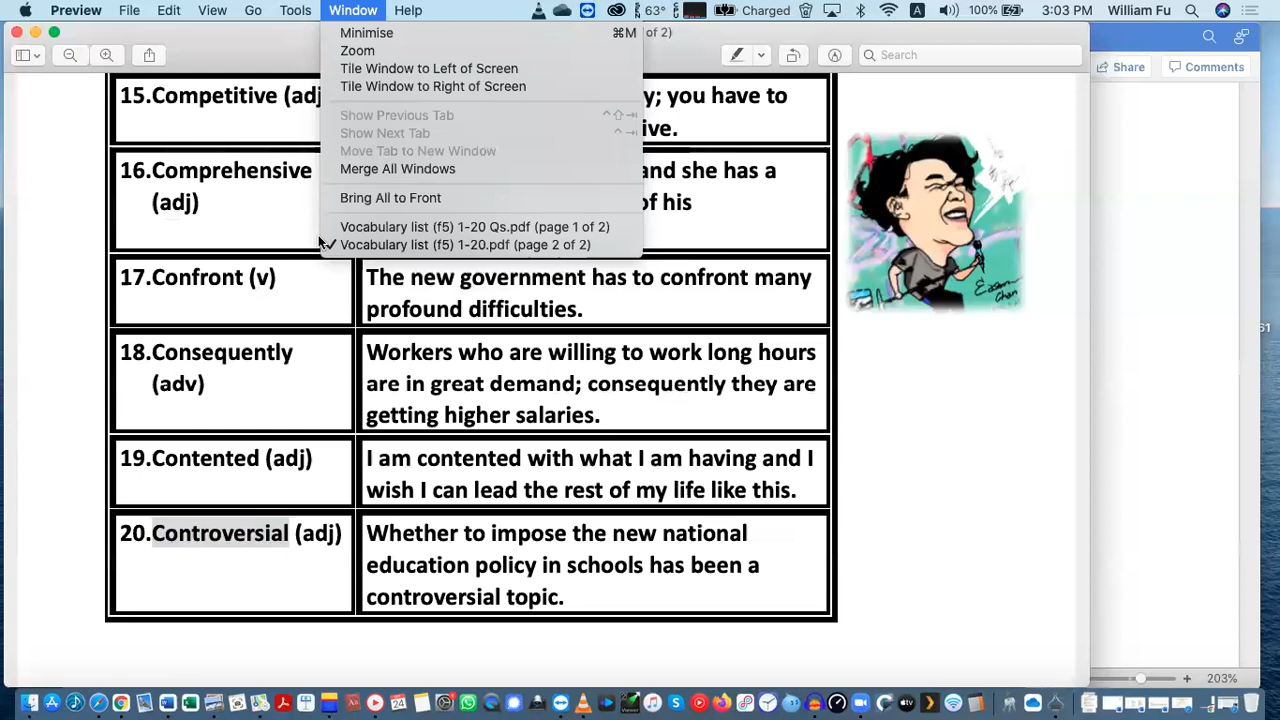 Preview File Edit View Go Tools Window Help 63° Charged 100% 3:03 PM William Fu
Minimise ⌘M
of 2)
Zoom
Tile Window to Left of Screen
Tile Window to Right of Screen
Show Previous Tab
Show Next Tab
Move Tab to New Window
Merge All Windows
Bring All to Front
Vocabulary list (f5) 1-20 Qs.pdf (page 1 of 2)
✓ Vocabulary list (f5) 1-20.pdf (page 2 of 2)
Search
Share Comments
15.Competitive (adj
y; you have to
ive.
16.Comprehensive
(adj)
and she has a
of his
17.Confront (v)
The new government has to confront many
profound difficulties.
18.Consequently
(adv)
Workers who are willing to work long hours
are in great demand; consequently they are
getting higher salaries.
19.Contented (adj)
I am contented with what I am having and I
wish I can lead the rest of my life like this.
20.Controversial (adj)
Whether to impose the new national
education policy in schools has been a
controversial topic.
Eason
Chan
61
203%
24